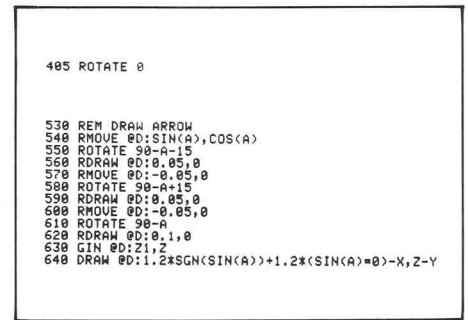 405 ROTATE 0
530 REM DRAW ARROW
540 RMOVE @D:SIN(A),COS(A)
550 ROTATE 90-A-15
560 RDRAW @D:0.05,0
570 RMOVE @D:-0.05,0
580 ROTATE 90-A+15
590 RDRAW @D:0.05,0
600 RMOVE @D:-0.05,0
610 ROTATE 90-A
620 RDRAW @D:0.1,0
630 GIN @D:Z1,Z
640 DRAW @D:1.2*SGN(SIN(A))+1.2*(SIN(A)=0)-X,Z-Y